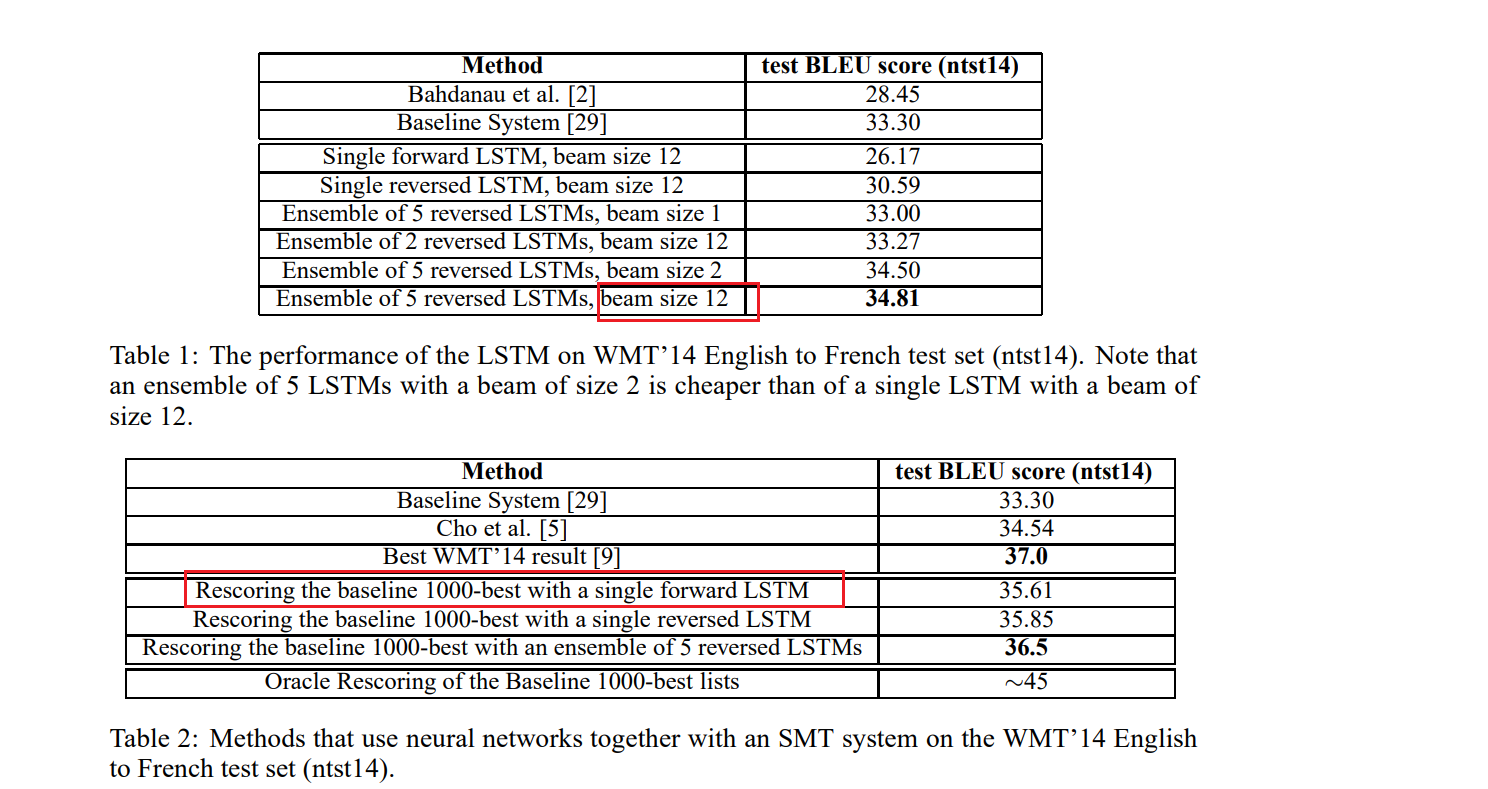 Method test BLEU score (ntst14)
Bahdanau et al. [2] 28.45
Baseline System [29] 33.30
Single forward LSTM, beam size 12 26.17
Single reversed LSTM, beam size 12 30.59
Ensemble of 5 reversed LSTMs, beam size 1 33.00
Ensemble of 2 reversed LSTMs, beam size 12 33.27
Ensemble of 5 reversed LSTMs, beam size 2 34.50
Ensemble of 5 reversed LSTMs, beam size 12 34.81
Table 1: The performance of the LSTM on WMT’14 English to French test set (ntst14). Note that
an ensemble of 5 LSTMs with a beam of size 2 is cheaper than of a single LSTM with a beam of
size 12.
Method test BLEU score (ntst14)
Baseline System [29] 33.30
Cho et al. [5] 34.54
Best WMT’14 result [9] 37.0
Rescoring the baseline 1000-best with a single forward LSTM 35.61
Rescoring the baseline 1000-best with a single reversed LSTM 35.85
Rescoring the baseline 1000-best with an ensemble of 5 reversed LSTMs 36.5
Oracle Rescoring of the Baseline 1000-best lists ∼45
Table 2: Methods that use neural networks together with an SMT system on the WMT’14 English
to French test set (ntst14).